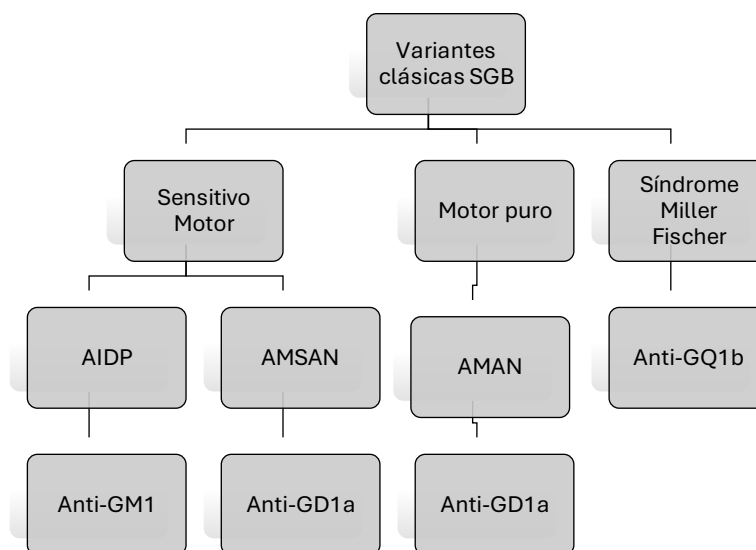 Variantes
clásicas SGB
Sensitivo
Motor
Motor puro
Síndrome
Miller
Fischer
AIDP
AMSAN
AMAN
Anti-GQ1b
Anti-GM1
Anti-GD1a
Anti-GD1a